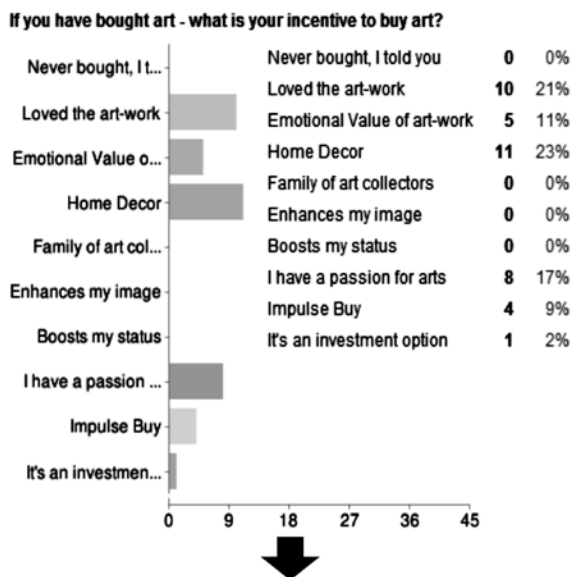 If you have bought art - what is your incentive to buy art?
Never bought, I t...
Loved the art-work
Emotional Value o...
Home Decor
Family of art col...
Enhances my image
Boosts my status
I have a passion ...
Impulse Buy
It's an investmen...
0 9 18 27 36 45
Never bought, I told you 0 0%
Loved the art-work 10 21%
Emotional Value of art-work 5 11%
Home Decor 11 23%
Family of art collectors 0 0%
Enhances my image 0 0%
Boosts my status 0 0%
I have a passion for arts 8 17%
Impulse Buy 4 9%
It's an investment option 1 2%